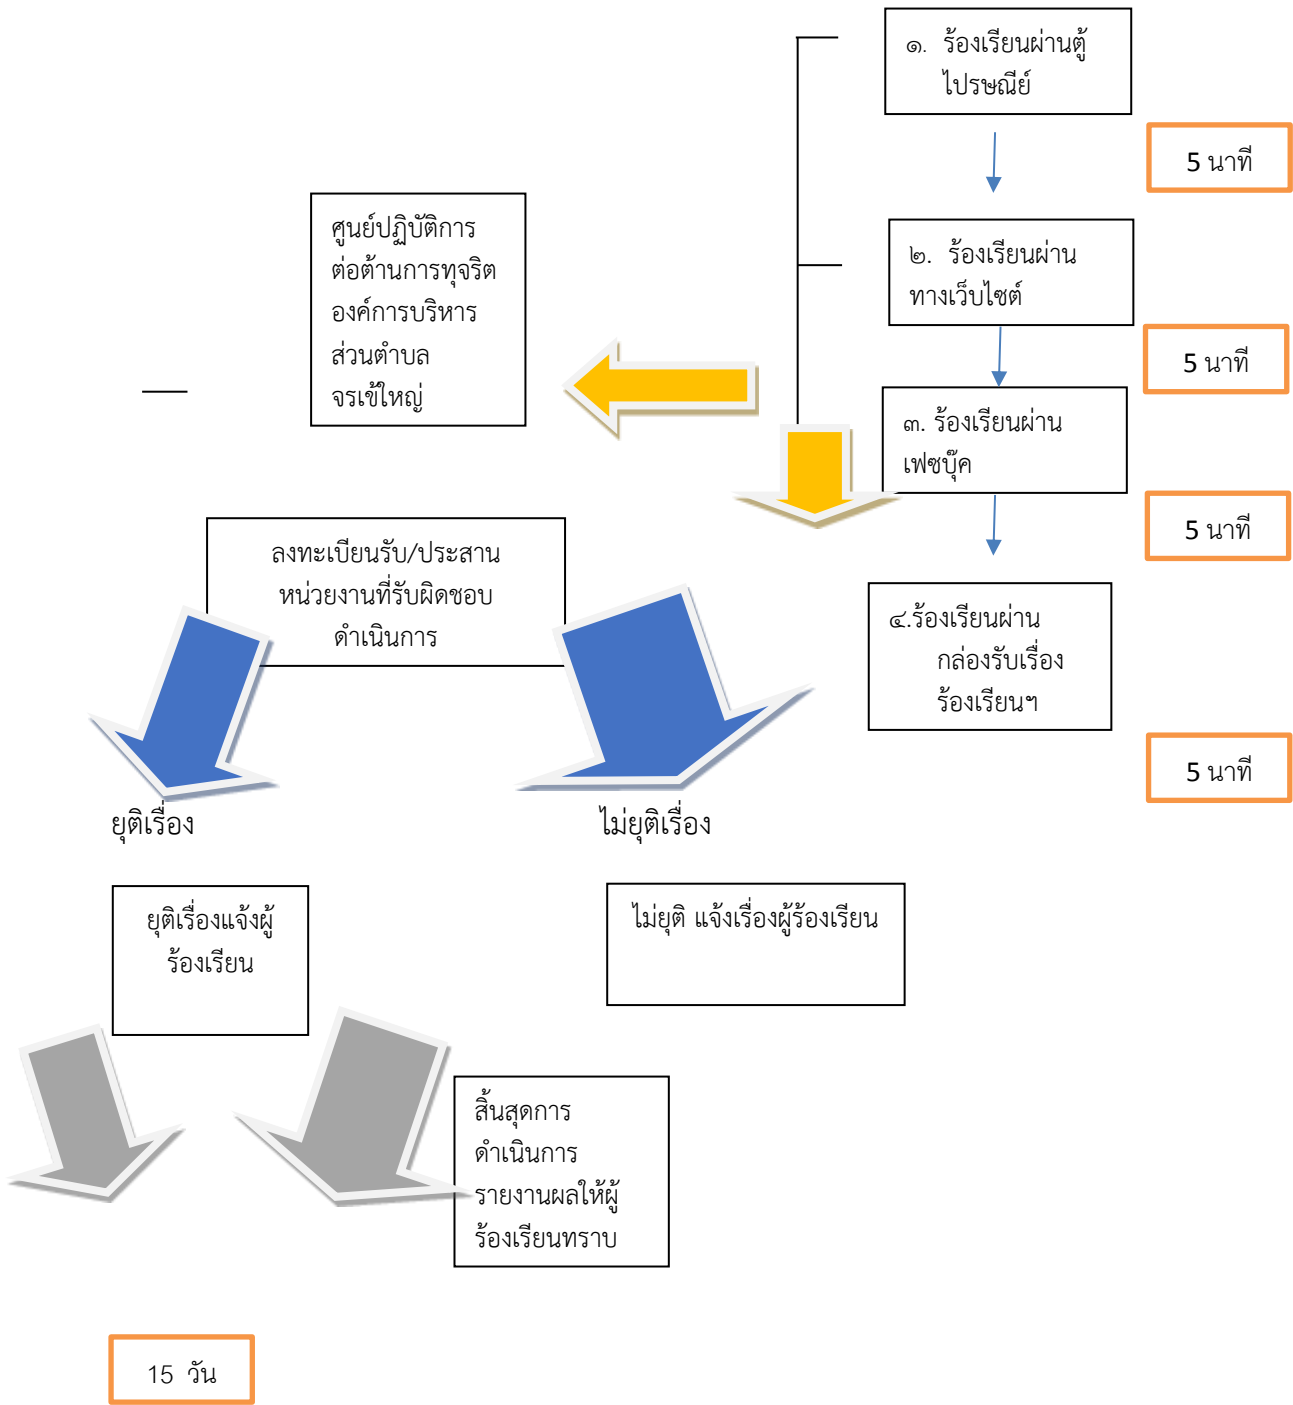 ๑. ร้องเรียนผ่านตู้
ไปรษณีย์
5 นาที
ศูนย์ปฏิบัติการ
ต่อต้านการทุจริต
องค์การบริหาร
ส่วนตำบล
จรเข้ใหญ่
๒. ร้องเรียนผ่าน
ทางเว็บไซต์
5 นาที
๓. ร้องเรียนผ่าน
เฟซบุ๊ค
5 นาที
ลงทะเบียนรับ/ประสาน
หน่วยงานที่รับผิดชอบ
ดำเนินการ
๔.ร้องเรียนผ่าน
กล่องรับเรื่อง
ร้องเรียนฯ
5 นาที
ยุติเรื่อง
ไม่ยุติเรื่อง
ยุติเรื่องแจ้งผู้
ร้องเรียน
ไม่ยุติ แจ้งเรื่องผู้ร้องเรียน
สิ้นสุดการ
ดำเนินการ
รายงานผลให้ผู้
ร้องเรียนทราบ
15 วัน